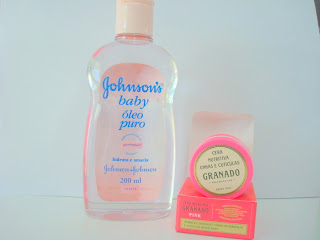 Johnson's
baby
óleo
puro
hidrata e amacia
Johnson&Johnson
200 ml
CERA
NUTRITIVA
UNHAS E CUTÍCULAS
GRANADO
GRANADO
PINK